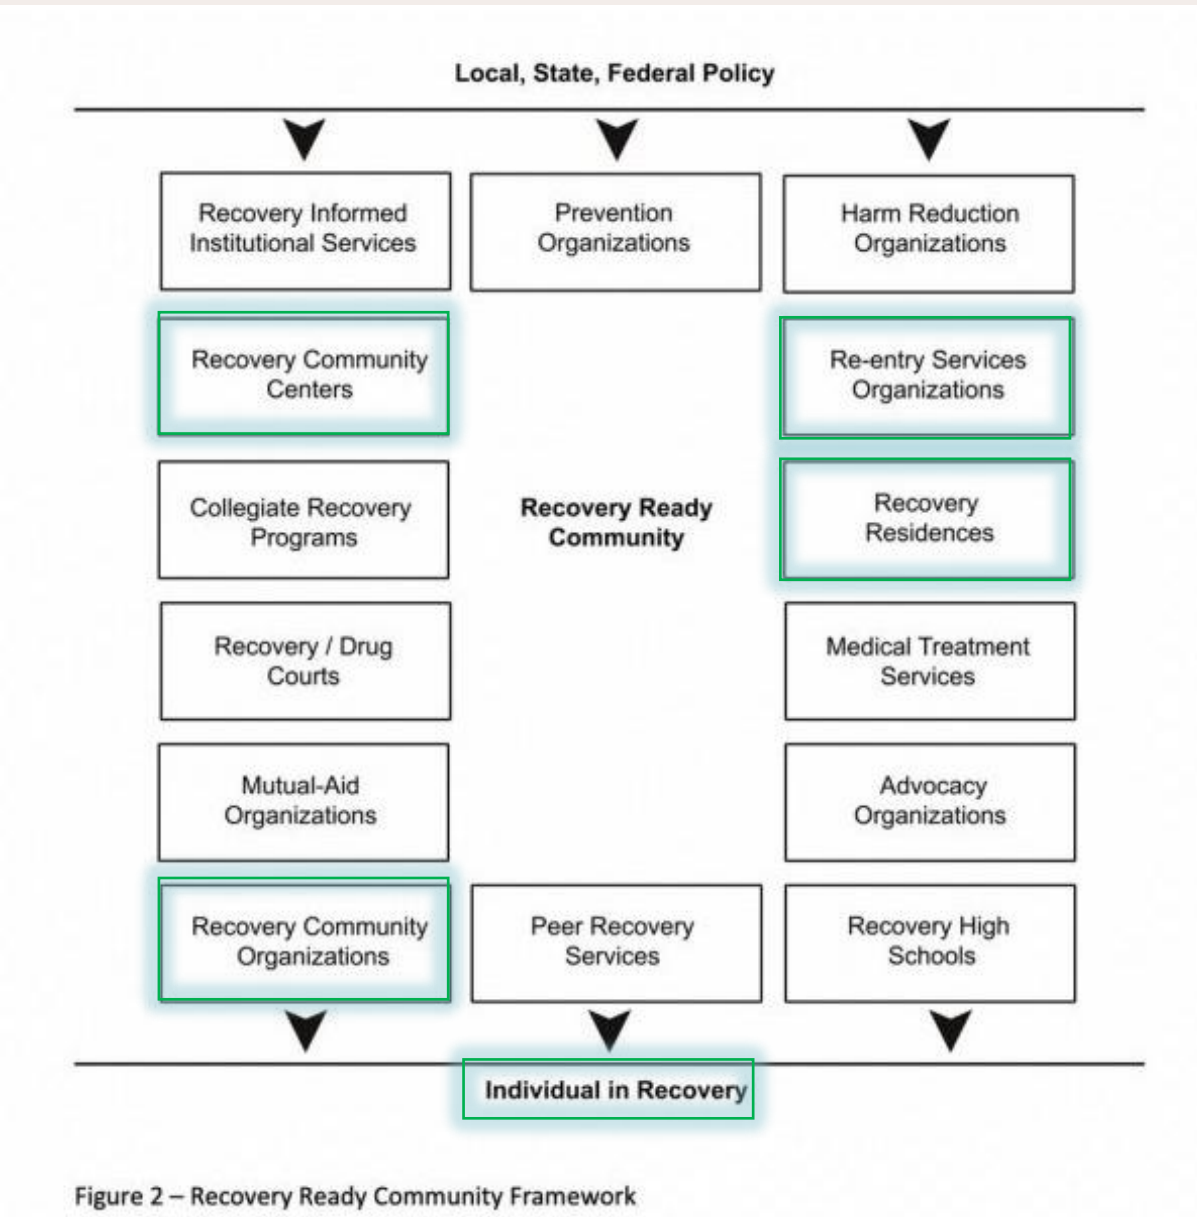 Local, State, Federal Policy
Recovery Informed
Institutional Services
Prevention
Organizations
Harm Reduction
Organizations
Recovery Community
Centers
Re-entry Services
Organizations
Collegiate Recovery
Programs
Recovery Ready
Community
Recovery
Residences
Recovery / Drug
Courts
Medical Treatment
Services
Mutual-Aid
Organizations
Advocacy
Organizations
Recovery Community
Organizations
Peer Recovery
Services
Recovery High
Schools
Individual in Recovery
Figure 2 – Recovery Ready Community Framework